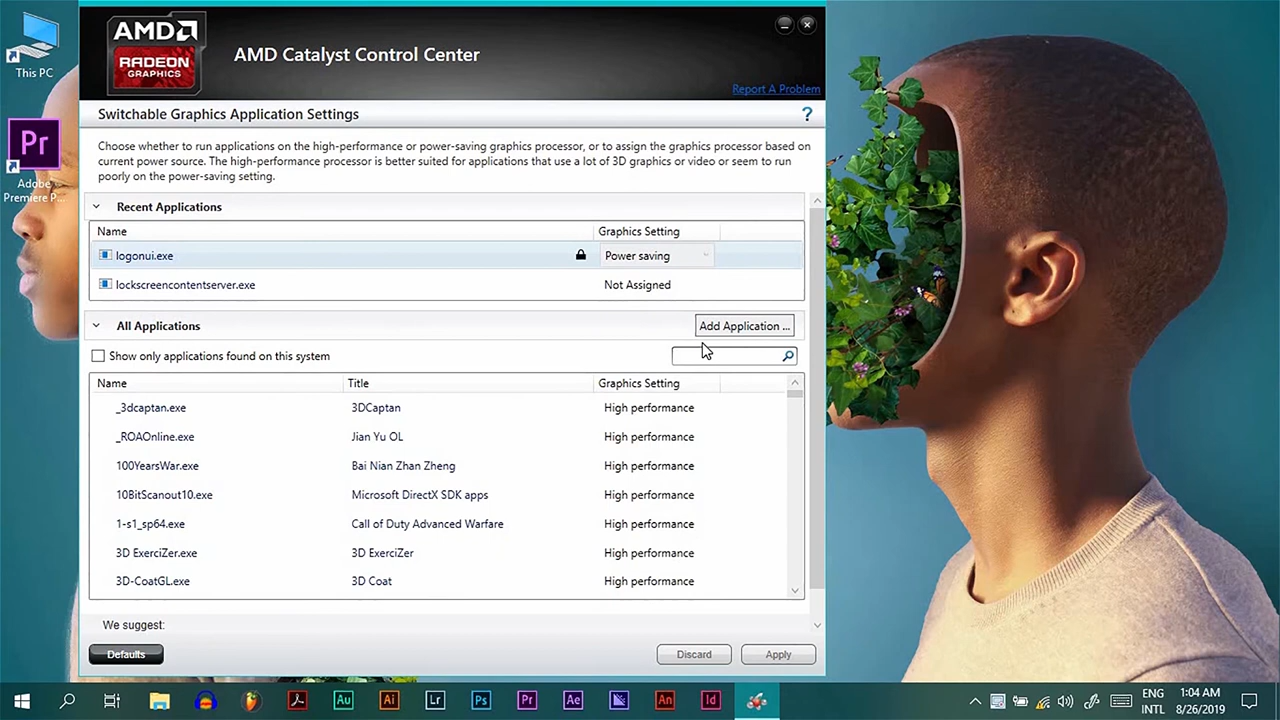 This PC
Pr
Adobe
Premiere P...
AMD
RADEON
GRAPHICS
AMD Catalyst Control Center
Report A Problem
Switchable Graphics Application Settings
?
Choose whether to run applications on the high-performance or power-saving graphics processor, or to assign the graphics processor based on
current power source. The high-performance processor is better suited for applications that use a lot of 3D graphics or video or seem to run
poorly on the power-saving setting.
Recent Applications
Name Graphics Setting
logonui.exe Power saving
lockscreencontentserver.exe Not Assigned
All Applications Add Application ...
Show only applications found on this system
Name Title Graphics Setting
_3dcaptan.exe 3DCaptan High performance
_ROAOnline.exe Jian Yu OL High performance
100YearsWar.exe Bai Nian Zhan Zheng High performance
10BitScanout10.exe Microsoft DirectX SDK apps High performance
1-s1_sp64.exe Call of Duty Advanced Warfare High performance
3D ExerciZer.exe 3D ExerciZer High performance
3D-CoatGL.exe 3D Coat High performance
We suggest:
Defaults Discard Apply
Au Ai Lr Ps Pr Ae An Id
ENG 1:04 AM
INTL 8/26/2019